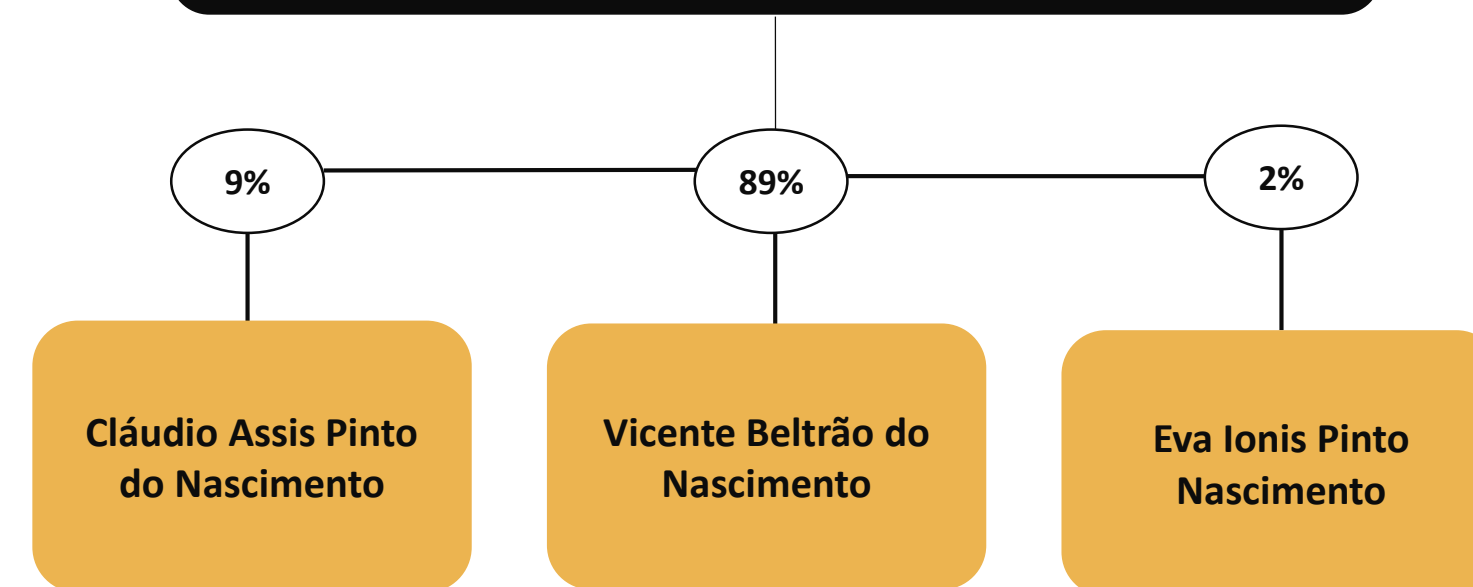 9%
89%
2%
Cláudio Assis Pinto
do Nascimento
Vicente Beltrão do
Nascimento
Eva Ionis Pinto
Nascimento